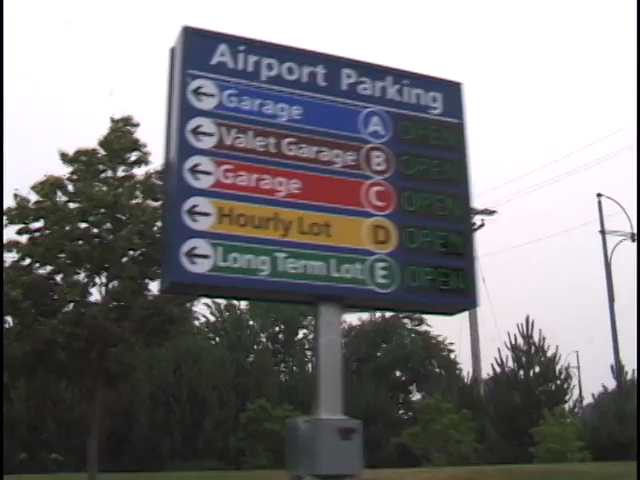 Airport Parking
Garage A OPEN
Valet Garage B OPEN
Garage C OPEN
Hourly Lot D OPEN
Long Term Lot E OPEN